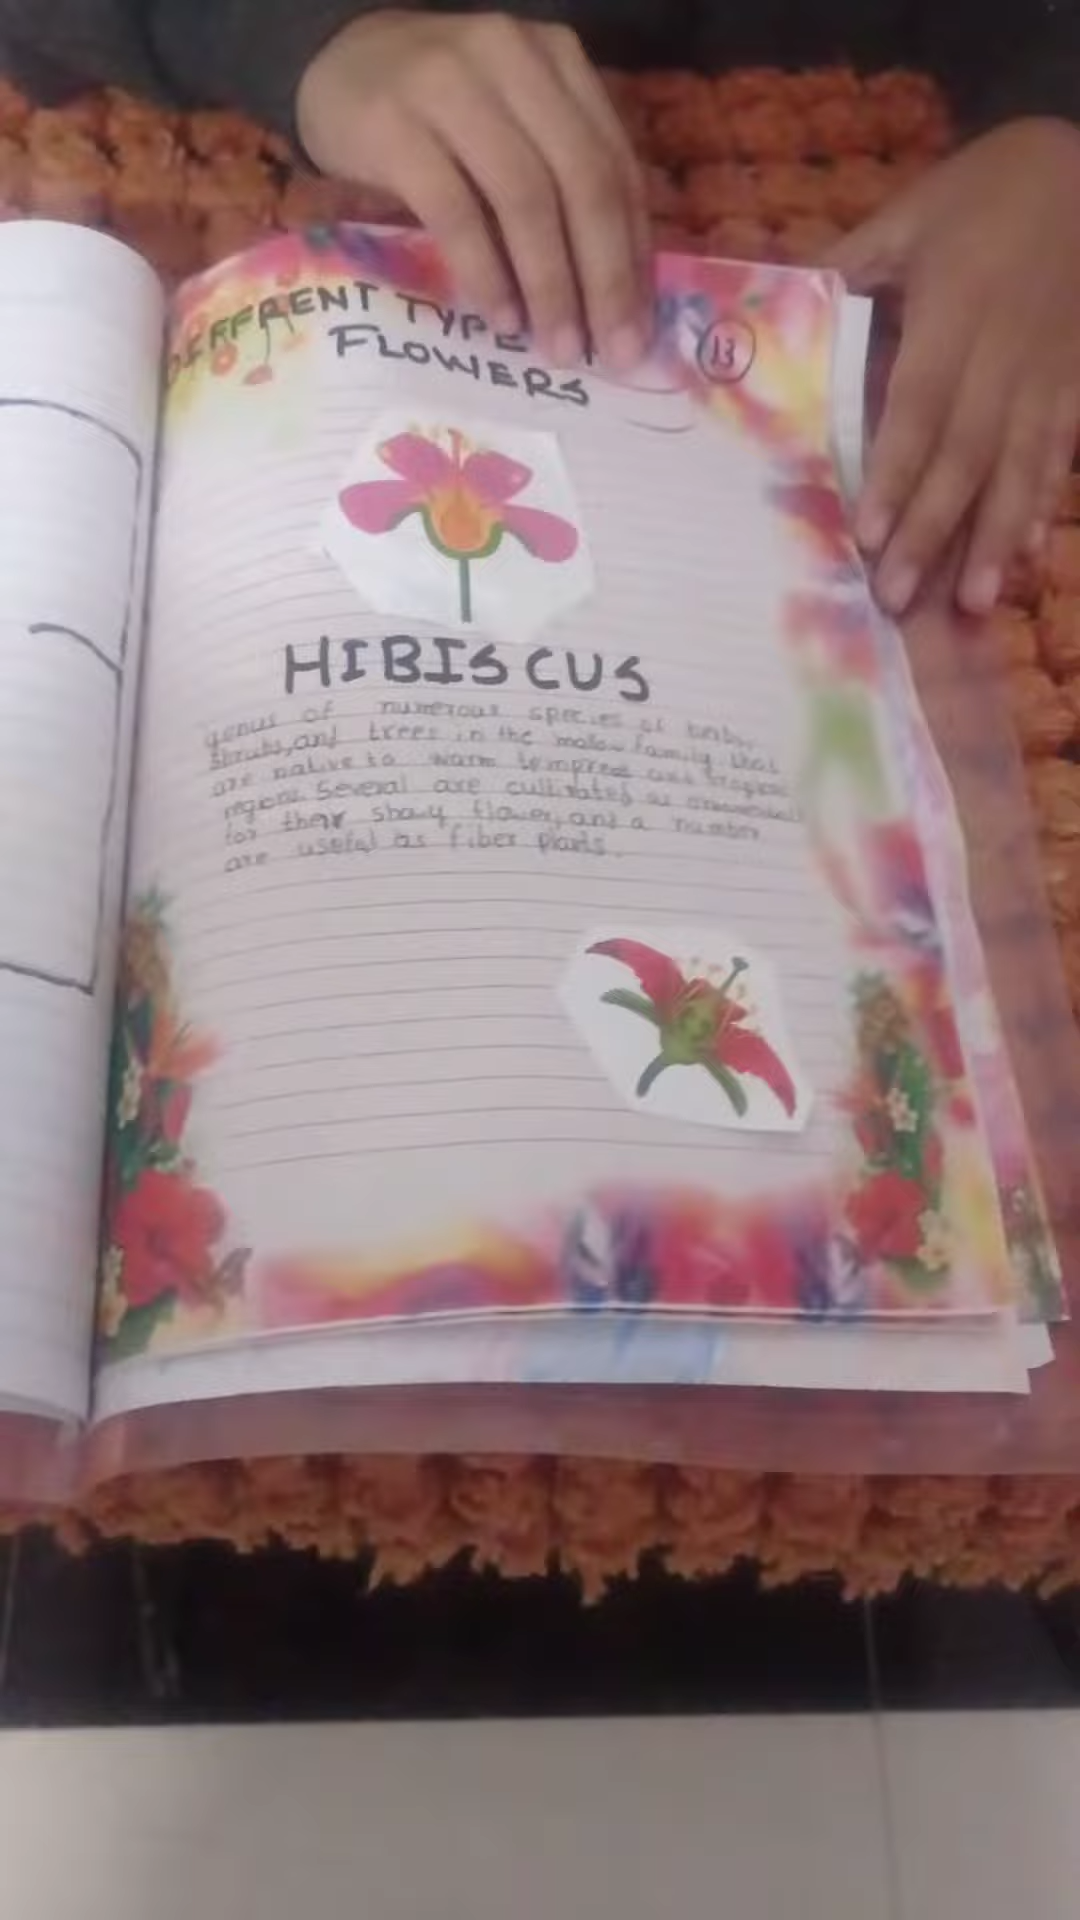 DIFFRENT TYPE
13
FLOWERS
HIBISCUS
genus of numerous species of herbs,
shrubs, and trees in the malow family that
are native to warm temprea and tropical
regions. Several are cultivated as
for their showy flower, and a number
are useful as fiber plants.